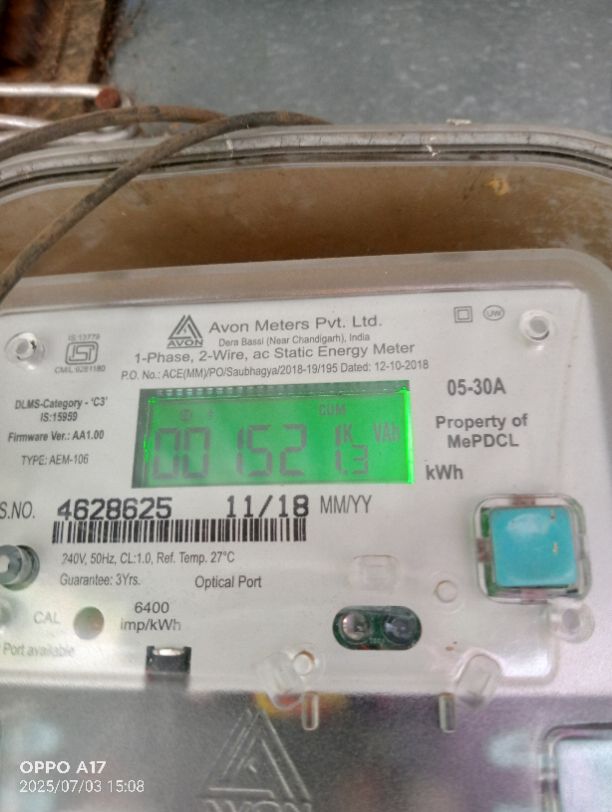 Avon Meters Pvt. Ltd.
AVON
Dera Bassi (Near Chandigarh), India
UW
IS 13779
CM/L 9281180
1-Phase, 2-Wire, ac Static Energy Meter
P.O. No.: ACE(MM)/PO/Saubhagya/2018-19/195 Dated: 12-10-2018
DLMS-Category - 'C3'
IS:15959
Firmware Ver.: AA1.00
TYPE: AEM-106
CUM
K VAh
kWh
05-30A
Property of
MePDCL
S.NO. 4628625 11/18 MM/YY
240V, 50Hz, CL:1.0, Ref. Temp. 27°C
Guarantee: 3Yrs.
Optical Port
CAL
6400
imp/kWh
Port available
AVON
OPPO A17
2025/07/03 15:08